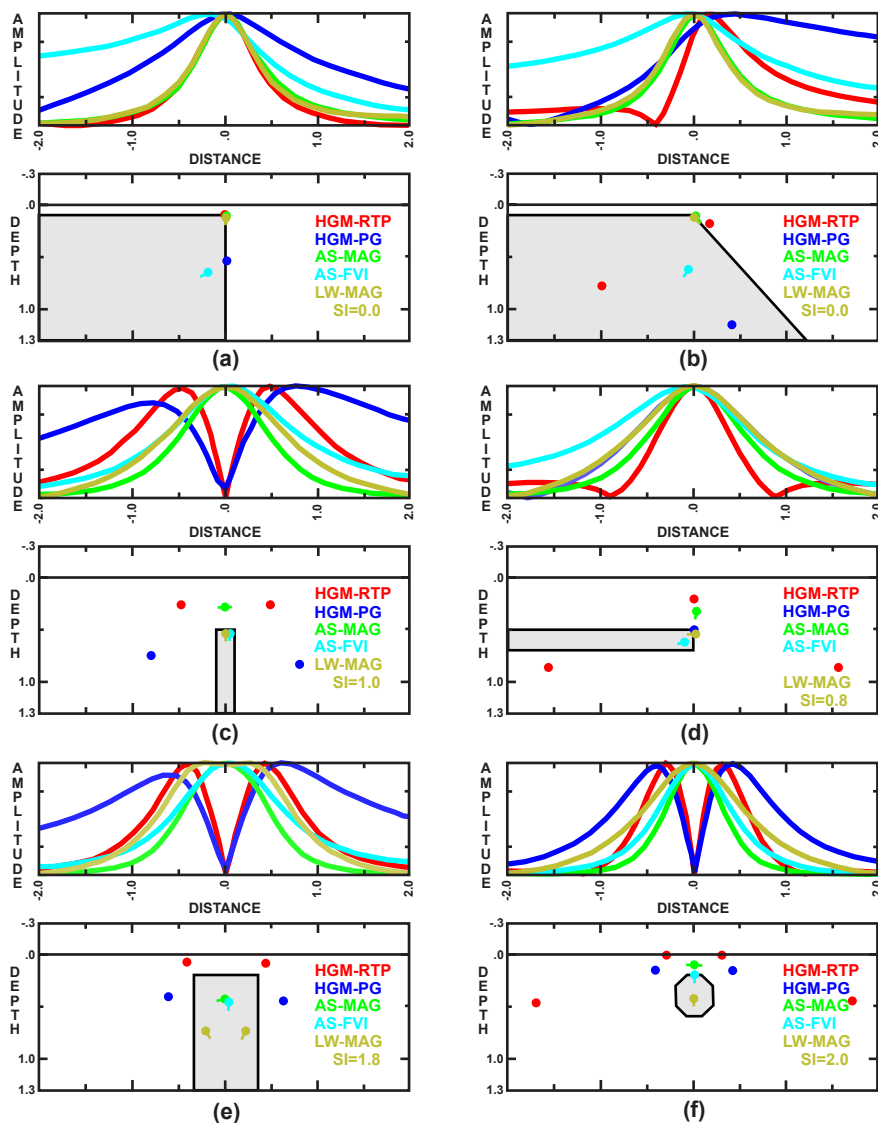 AMPLITUDE
-2.0 -1.0 .0 1.0 2.0
DISTANCE
DEPTH
-.3
.0
1.0
1.3
HGM-RTP
HGM-PG
AS-MAG
AS-FVI
LW-MAG
SI=0.0
(a)
AMPLITUDE
-2.0 -1.0 .0 1.0 2.0
DISTANCE
DEPTH
-.3
.0
1.0
1.3
HGM-RTP
HGM-PG
AS-MAG
AS-FVI
LW-MAG
SI=0.0
(b)
AMPLITUDE
-2.0 -1.0 .0 1.0 2.0
DISTANCE
DEPTH
-.3
.0
1.0
1.3
HGM-RTP
HGM-PG
AS-MAG
AS-FVI
LW-MAG
SI=1.0
(c)
AMPLITUDE
-2.0 -1.0 .0 1.0 2.0
DISTANCE
DEPTH
-.3
.0
1.0
1.3
HGM-RTP
HGM-PG
AS-MAG
AS-FVI
LW-MAG
SI=0.8
(d)
AMPLITUDE
-2.0 -1.0 .0 1.0 2.0
DISTANCE
DEPTH
-.3
.0
1.0
1.3
HGM-RTP
HGM-PG
AS-MAG
AS-FVI
LW-MAG
SI=1.8
(e)
AMPLITUDE
-2.0 -1.0 .0 1.0 2.0
DISTANCE
DEPTH
-.3
.0
1.0
1.3
HGM-RTP
HGM-PG
AS-MAG
AS-FVI
LW-MAG
SI=2.0
(f)